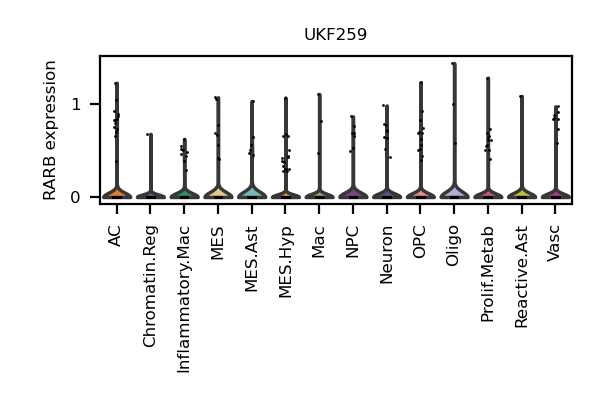 UKF259
RARB expression
1
0
AC
Chromatin.Reg
Inflammatory.Mac
MES
MES.Ast
MES.Hyp
Mac
NPC
Neuron
OPC
Oligo
Prolif.Metab
Reactive.Ast
Vasc